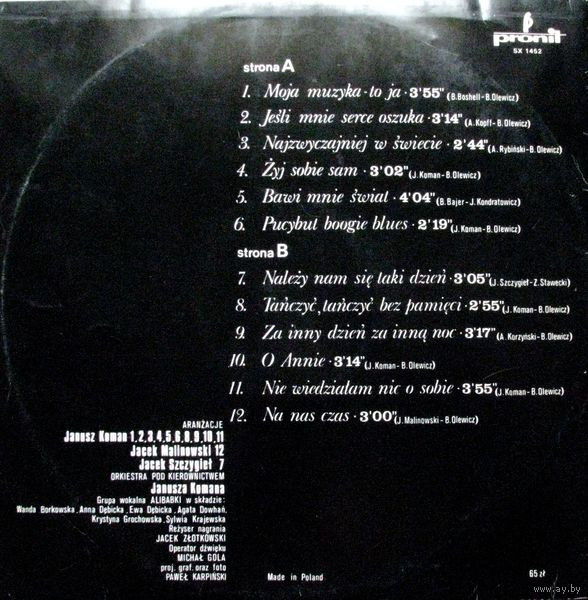 pronit
SX 1452
strona A
1. Moja muzyka · to ja · 3'55" (B. Boshell - B. Olewicz)
2. Jeśli mnie serce oszuka · 3'14" (A. Kopff - B. Olewicz)
3. Najzwyczajniej w świecie · 2'44" (A. Rybiński - B. Olewicz)
4. Żyj sobie sam · 3'02" (J. Koman - B. Olewicz)
5. Bawi mnie świat · 4'04" (B. Bajer - J. Kondratowicz)
6. Pucybut boogie blues · 2'19" (J. Koman - B. Olewicz)
strona B
7. Należy nam się taki dzień · 3'05" (J. Szczygieł - Z. Stawecki)
8. Tańczyć, tańczyć bez pamięci · 2'55" (J. Koman - B. Olewicz)
9. Za inny dzień za inną noc · 3'17" (A. Korzyński - B. Olewicz)
10. O Annie · 3'14" (J. Koman - B. Olewicz)
11. Nie wiedziałam nic o sobie · 3'55" (J. Koman - B. Olewicz)
12. Na nas czas · 3'00" (J. Malinowski - B. Olewicz)
ARANŻACJE
Janusz Koman 1,2,3,4,5,6,8,9,10,11
Jacek Malinowski 12
Jacek Szczygieł 7
ORKIESTRA POD KIEROWNICTWEM
Janusza Komana
Grupa wokalna ALIBABKI w składzie:
Wanda Borkowska, Anna Dębicka, Ewa Dębicka, Agata Dowhań,
Krystyna Grochowska, Sylwia Krajewska
Reżyser nagrania
JACEK ZŁOTKOWSKI
Operator dźwięku
MICHAŁ GOLA
proj. graf. oraz foto
PAWEŁ KARPIŃSKI
Made in Poland
65 zł
www.ay.by